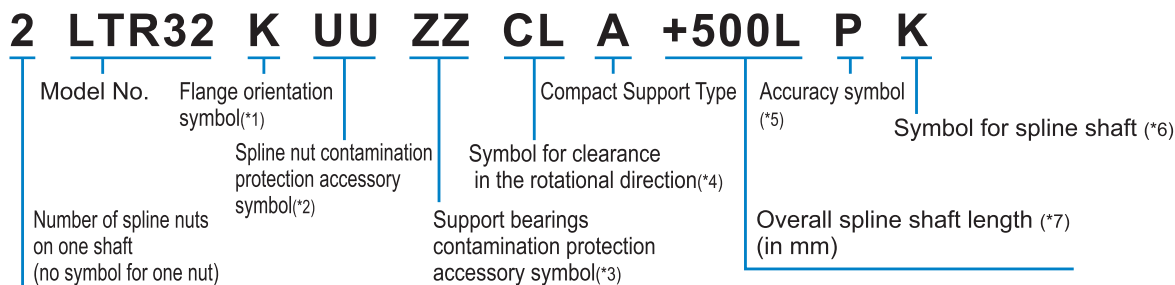 2 LTR32 K UU ZZ CL A +500L P K
Model No.
Flange orientation
symbol(*1)
Compact Support Type
Accuracy symbol
(*5)
Symbol for spline shaft (*6)
Spline nut contamination
protection accessory
symbol(*2)
Symbol for clearance
in the rotational direction(*4)
Number of spline nuts
on one shaft
(no symbol for one nut)
Support bearings
contamination protection
accessory symbol(*3)
Overall spline shaft length (*7)
(in mm)